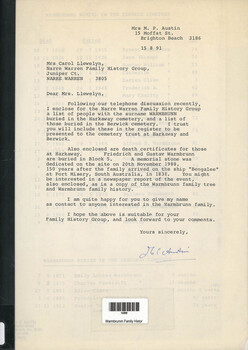 Mrs M. P. Austin
15 Moffat St.
Brighton Beach 3186
15.8.91
Mrs Carol Llewelyn,
Narre Warren Family History Group,
Juniper Ct.
NARRE WARREN 3805
Dear Mrs. Llewelyn,
Following our telephone discussion recently,
I enclose for the Narre Warren Family History Group
a list of people with the surname WARMBRUNN
buried in the Harkaway cemetery; and a list of
those buried in the Berwick cemetery. Could
you will include these in the register to be
presented to the cemetery trust at Harkaway and
Berwick.
Also enclosed are death certificates for those
at Harkaway. Friedrich and Gustav Warmbrunn
are buried in Block 5. A memorial stone was
dedicated on the site on 20th November 1988,
150 years after the family arrived on the ship "Bengalee"
at Port Misery, South Australia, in 1838. You might
be interested in a newspaper report of the event,
also enclosed, as is a copy of the Warmbrunn family tree
and Warmbrunn family history.
I am quite happy for you to give my name
as contact to anyone interested in the Warmbrunn family.
I hope the above is suitable for your
Family History Group, and look forward to your comments.
Yours sincerely,
Warmbrunn Family History